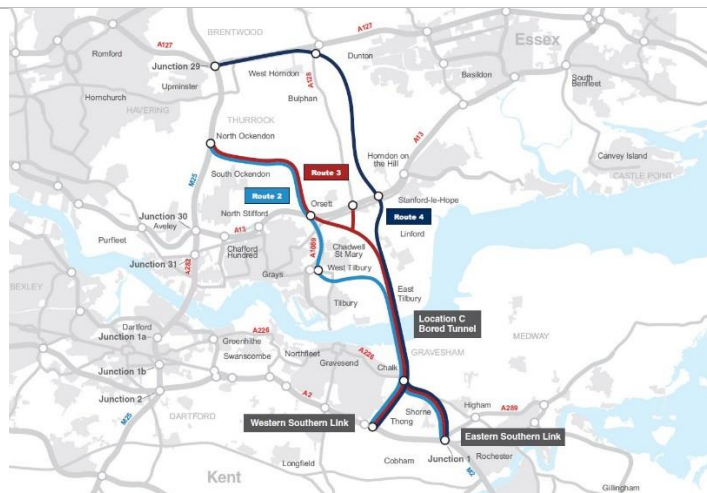 BRENTWOOD
A127
Essex
Romford
A127
Junction 29
Dunton
West Horndon
Upminster
A128
Basildon
South
Benfleet
Bulphan
Hornchurch
HAVERING
THURROCK
North Ockendon
A13
Horndon on
the Hill
Canvey Island
CASTLE POINT
Route 3
South Ockendon
M25
Route 2
Stanford-le-Hope
Orsett
Route 4
Junction 30
North Stifford
Aveley
Linford
A13
Purfleet
Chafford
Hundred
A1089
Chadwell
St Mary
Junction 31
A282
Grays
West Tilbury
BEXLEY
East
Tilbury
Tilbury
Location C
Bored Tunnel
Dartford
Junction 1a
A226
MEDWAY
Greenhithe
Swanscombe
Northfleet
A226
GRAVESHAM
Gravesend
Chalk
Junction 1b
Junction 2
A2
Higham
A289
Shorne
M25
DARTFORD
Western Southern Link
Thong
Eastern Southern Link
Cobham
Junction 1
Rochester
Longfield
M2
Kent
Gillingham